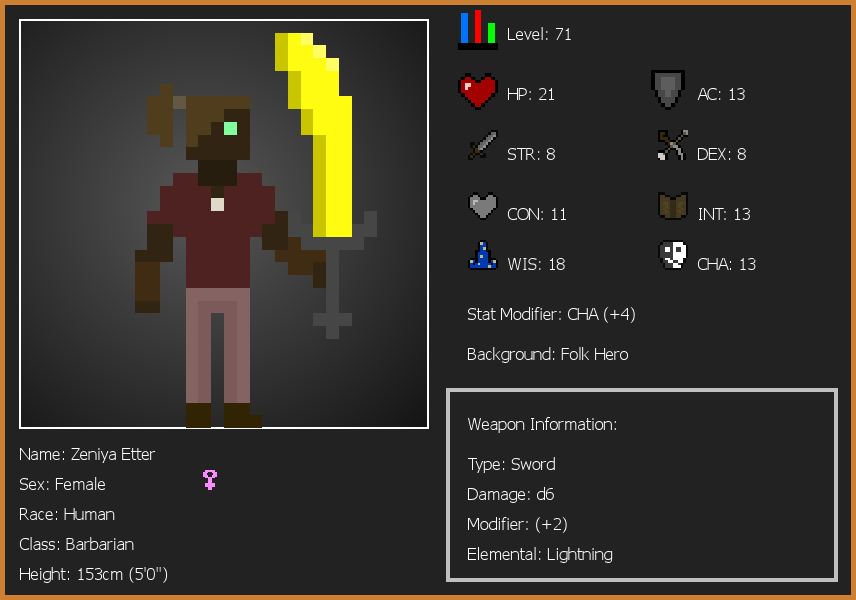 Level: 71
HP: 21
AC: 13
STR: 8
DEX: 8
CON: 11
INT: 13
WIS: 18
CHA: 13
Stat Modifier: CHA (+4)
Background: Folk Hero
Weapon Information:
Type: Sword
Damage: d6
Modifier: (+2)
Elemental: Lightning
Name: Zeniya Etter
Sex: Female
Race: Human
Class: Barbarian
Height: 153cm (5'0")